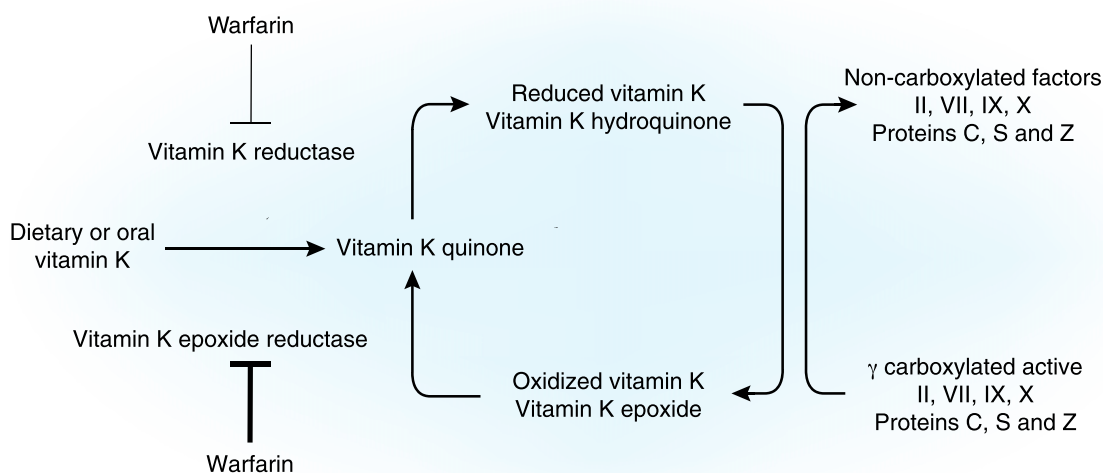 Warfarin
Vitamin K reductase
Dietary or oral
vitamin K
Vitamin K quinone
Vitamin K epoxide reductase
Warfarin
Reduced vitamin K
Vitamin K hydroquinone
Oxidized vitamin K
Vitamin K epoxide
Non-carboxylated factors
II, VII, IX, X
Proteins C, S and Z
γ carboxylated active
II, VII, IX, X
Proteins C, S and Z